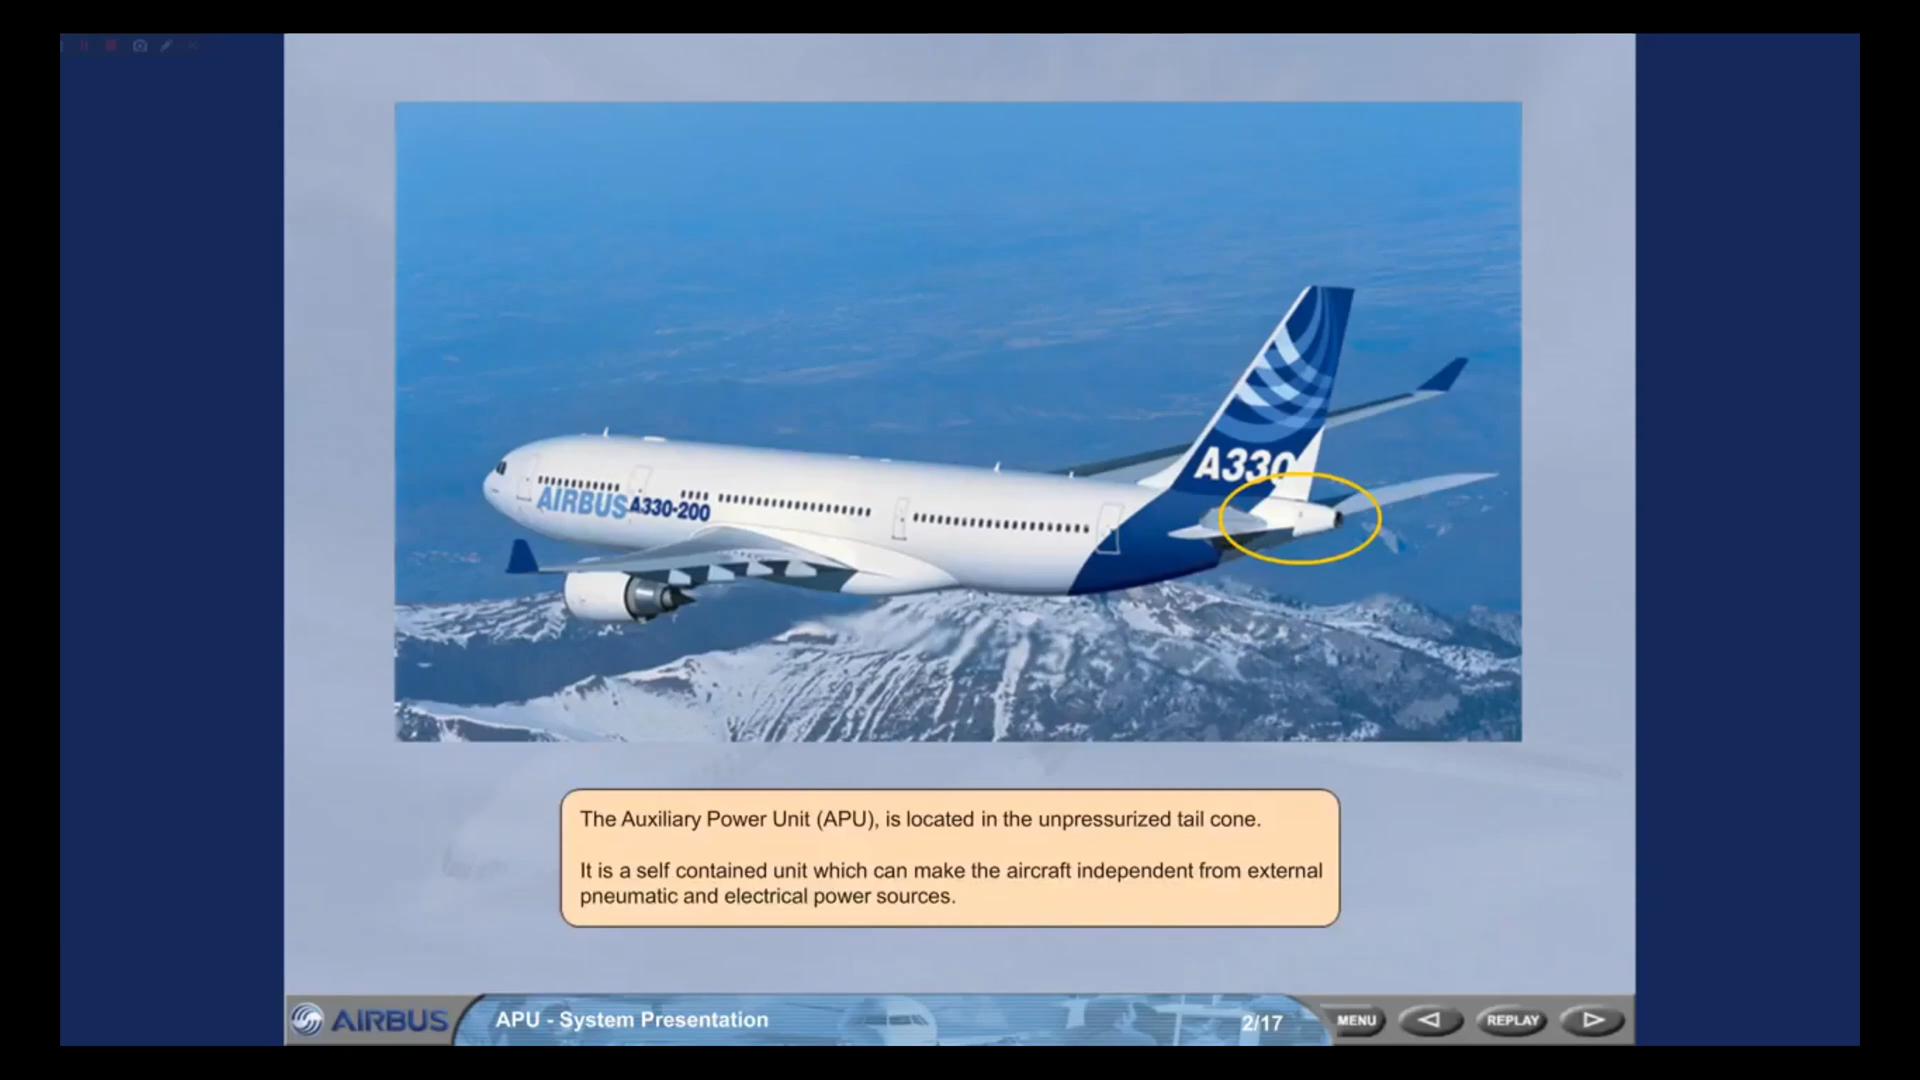 A330
AIRBUS A330-200
The Auxiliary Power Unit (APU), is located in the unpressurized tail cone.
It is a self contained unit which can make the aircraft independent from external
pneumatic and electrical power sources.
AIRBUS
APU - System Presentation
2/17
MENU
REPLAY